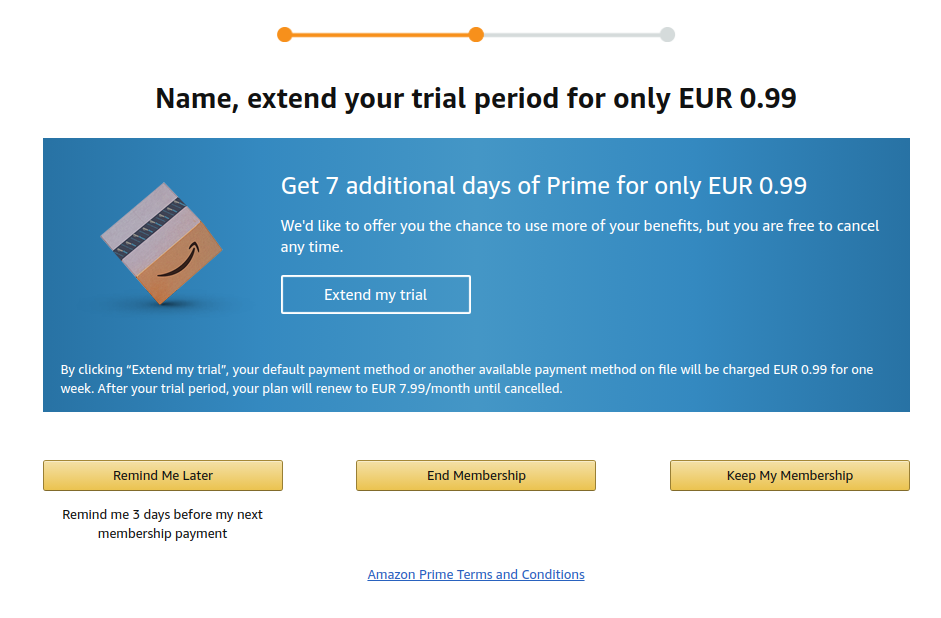 Name, extend your trial period for only EUR 0.99
Get 7 additional days of Prime for only EUR 0.99
We'd like to offer you the chance to use more of your benefits, but you are free to cancel
any time.
Extend my trial
By clicking “Extend my trial”, your default payment method or another available payment method on file will be charged EUR 0.99 for one
week. After your trial period, your plan will renew to EUR 7.99/month until cancelled.
Remind Me Later
End Membership
Keep My Membership
Remind me 3 days before my next
membership payment
Amazon Prime Terms and Conditions